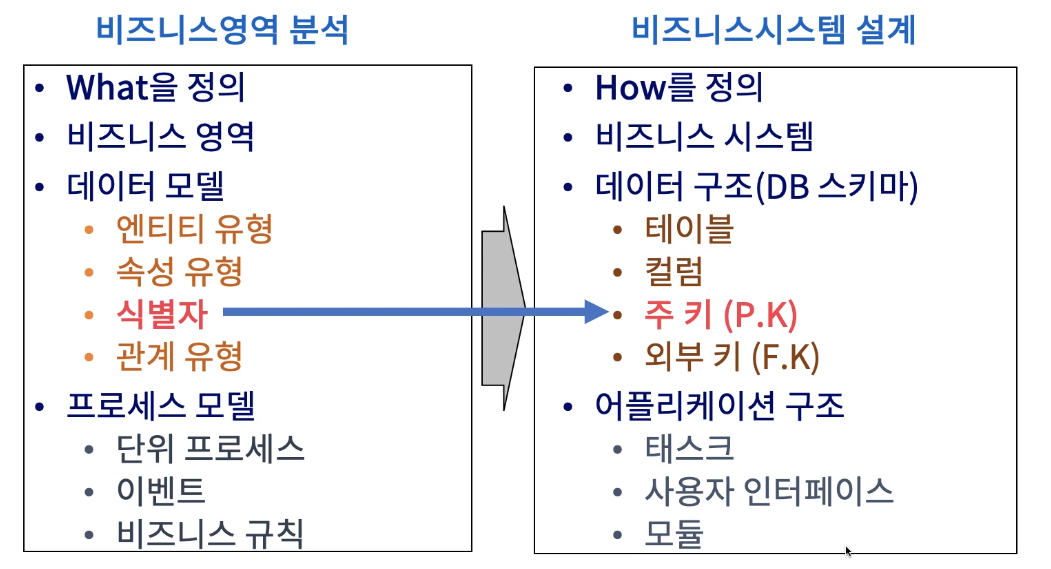 비즈니스영역 분석
• What을 정의
• 비즈니스 영역
• 데이터 모델
• 엔티티 유형
• 속성 유형
• 식별자
• 관계 유형
• 프로세스 모델
• 단위 프로세스
• 이벤트
• 비즈니스 규칙
비즈니스시스템 설계
• How를 정의
• 비즈니스 시스템
• 데이터 구조(DB 스키마)
• 테이블
• 컬럼
• 주 키 (P.K)
• 외부 키 (F.K)
• 어플리케이션 구조
• 태스크
• 사용자 인터페이스
• 모듈